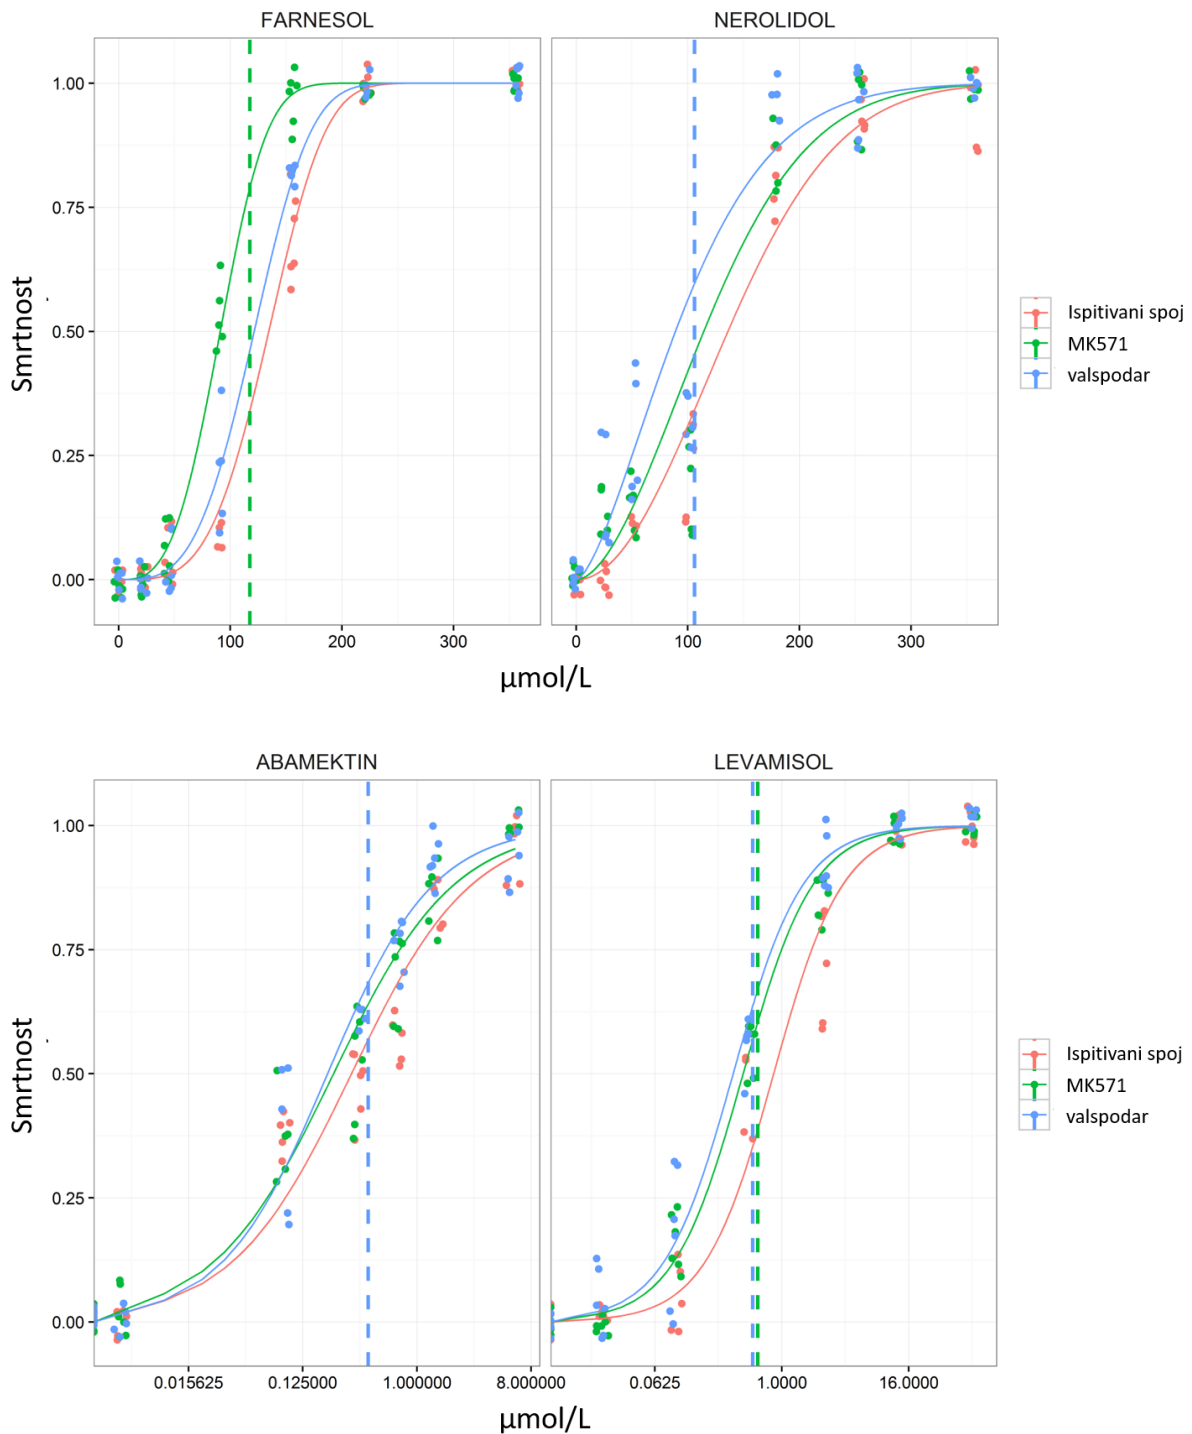 FARNESOL
NEROLIDOL
1.00
0.75
0.50
0.25
0.00
Smrtnost
0
100
200
300
0
100
200
300
µmol/L
Ispitivani spoj
MK571
valspodar
ABAMEKTIN
LEVAMISOL
1.00
0.75
0.50
0.25
0.00
Smrtnost
0.015625
0.125000
1.000000
8.000000
0.0625
1.0000
16.0000
µmol/L
Ispitivani spoj
MK571
valspodar